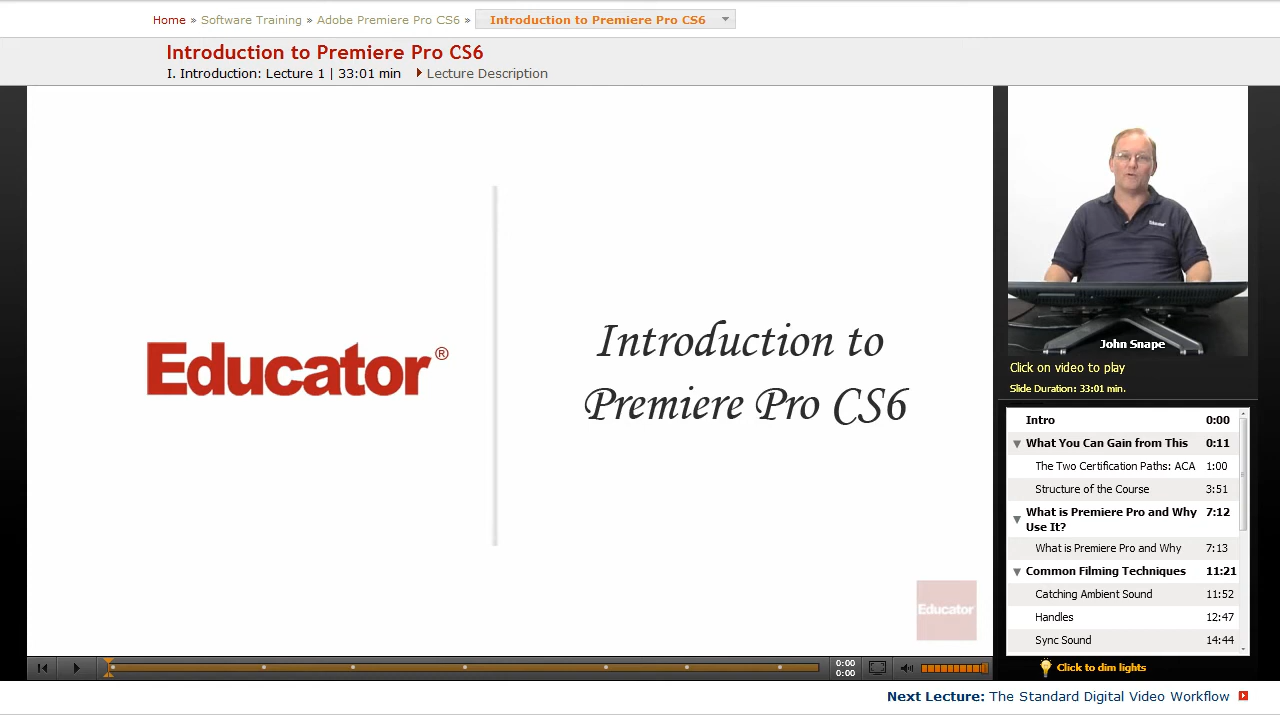 Home » Software Training » Adobe Premiere Pro CS6 » Introduction to Premiere Pro CS6
Introduction to Premiere Pro CS6
I. Introduction: Lecture 1 | 33:01 min Lecture Description
Educator®
Introduction to
Premiere Pro CS6
Educator
0:00
0:00
Educator
John Snape
Click on video to play
Slide Duration: 33:01 min.
Intro 0:00
What You Can Gain from This 0:11
The Two Certification Paths: ACA 1:00
Structure of the Course 3:51
What is Premiere Pro and Why 7:12
Use It?
What is Premiere Pro and Why 7:13
Common Filming Techniques 11:21
Catching Ambient Sound 11:52
Handles 12:47
Sync Sound 14:44
Click to dim lights
Next Lecture: The Standard Digital Video Workflow